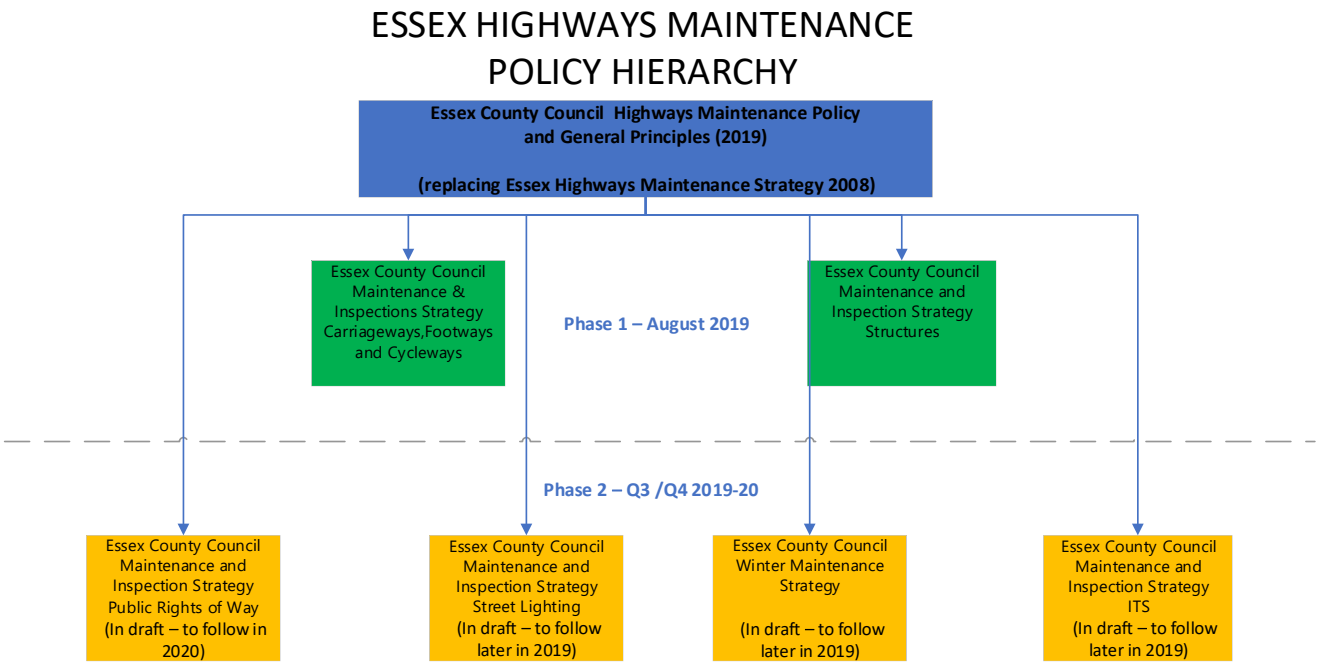 ESSEX HIGHWAYS MAINTENANCE
POLICY HIERARCHY
Essex County Council Highways Maintenance Policy
and General Principles (2019)
(replacing Essex Highways Maintenance Strategy 2008)
Essex County Council
Maintenance &
Inspections Strategy
Carriageways,Footways
and Cycleways
Phase 1 – August 2019
Essex County Council
Maintenance and
Inspection Strategy
Structures
Phase 2 – Q3 /Q4 2019-20
Essex County Council
Maintenance and
Inspection Strategy
Public Rights of Way
(In draft – to follow in
2020)
Essex County Council
Maintenance and
Inspection Strategy
Street Lighting
(In draft – to follow
later in 2019)
Essex County Council
Winter Maintenance
Strategy
(In draft – to follow
later in 2019)
Essex County Council
Maintenance and
Inspection Strategy
ITS
(In draft – to follow
later in 2019)